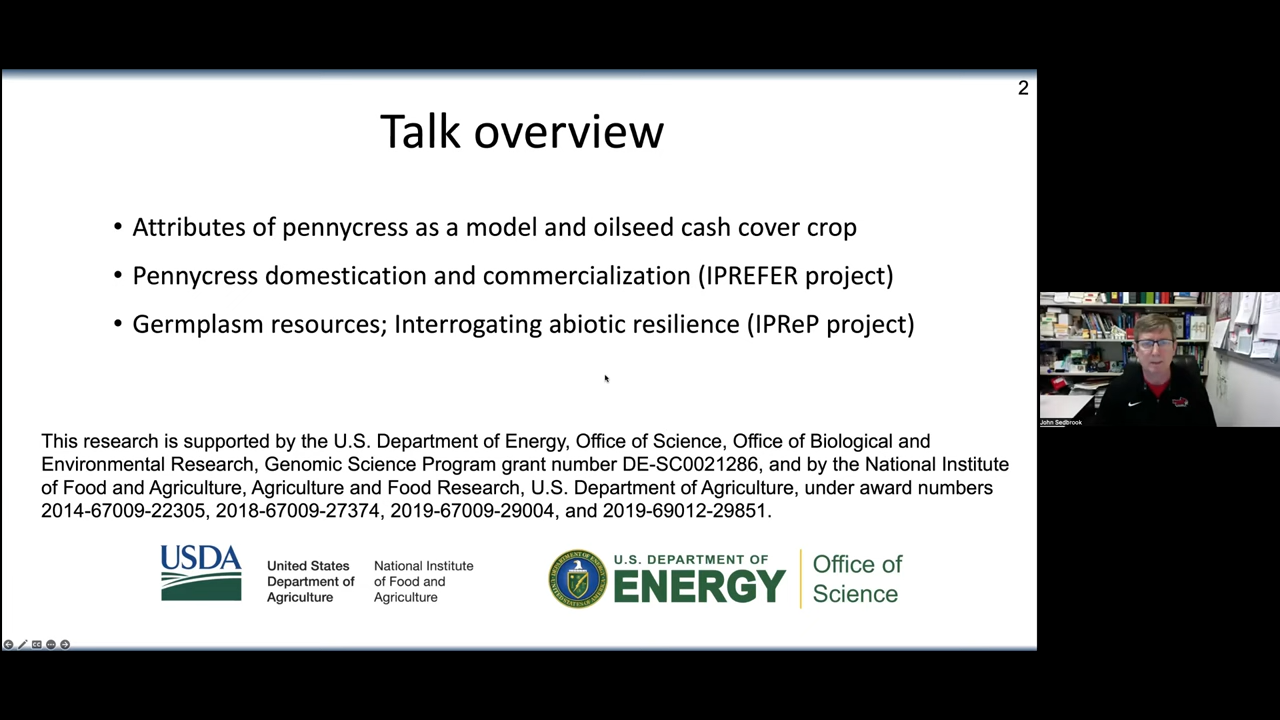 2
Talk overview
• Attributes of pennycress as a model and oilseed cash cover crop
• Pennycress domestication and commercialization (IPREFER project)
• Germplasm resources; Interrogating abiotic resilience (IPReP project)
This research is supported by the U.S. Department of Energy, Office of Science, Office of Biological and
Environmental Research, Genomic Science Program grant number DE-SC0021286, and by the National Institute
of Food and Agriculture, Agriculture and Food Research, U.S. Department of Agriculture, under award numbers
2014-67009-22305, 2018-67009-27374, 2019-67009-29004, and 2019-69012-29851.
USDA
United States
Department of
Agriculture
National Institute
of Food and
Agriculture
U.S. DEPARTMENT OF
ENERGY
Office of
Science
John Sedbrook